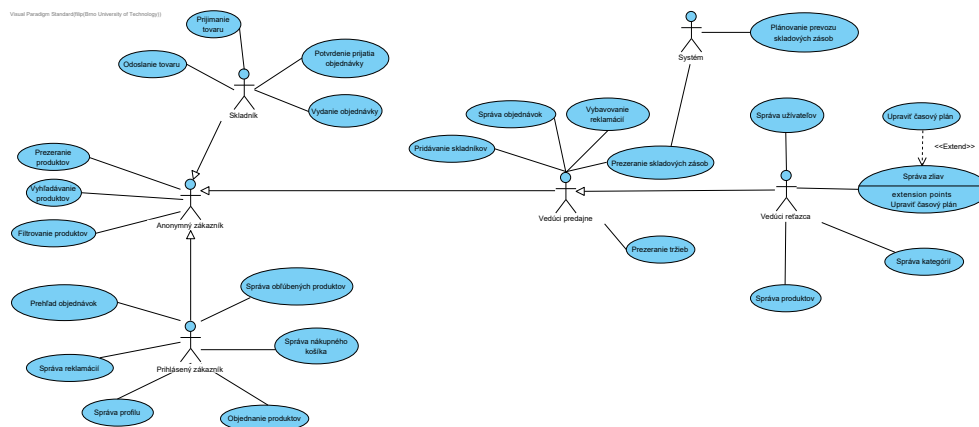 Visual Paradigm Standard(filip(Brno University of Technology))
Prijímanie
tovaru
Odoslanie tovaru
Potvrdenie prijatia
objednávky
Skladník
Vydanie objednávky
Plánovanie prevozu
skladových zásob
Systém
Správa objednávok
Vybavovanie
reklamácií
Pridávanie skladníkov
Prezeranie skladových zásob
Správa užívateľov
Upraviť časový plán
<<Extend>>
Správa zliav
extension points
Upraviť časový plán
Prezeranie
produktov
Vyhľadávanie
produktov
Filtrovanie produktov
Anonymný zákazník
Vedúci predajne
Vedúci reťazca
Prezeranie tržieb
Správa kategórií
Správa produktov
Prehľad objednávok
Správa obľúbených produktov
Správa reklamácií
Správa nákupného
košíka
Prihlásený zákazník
Správa profilu
Objednanie produktov